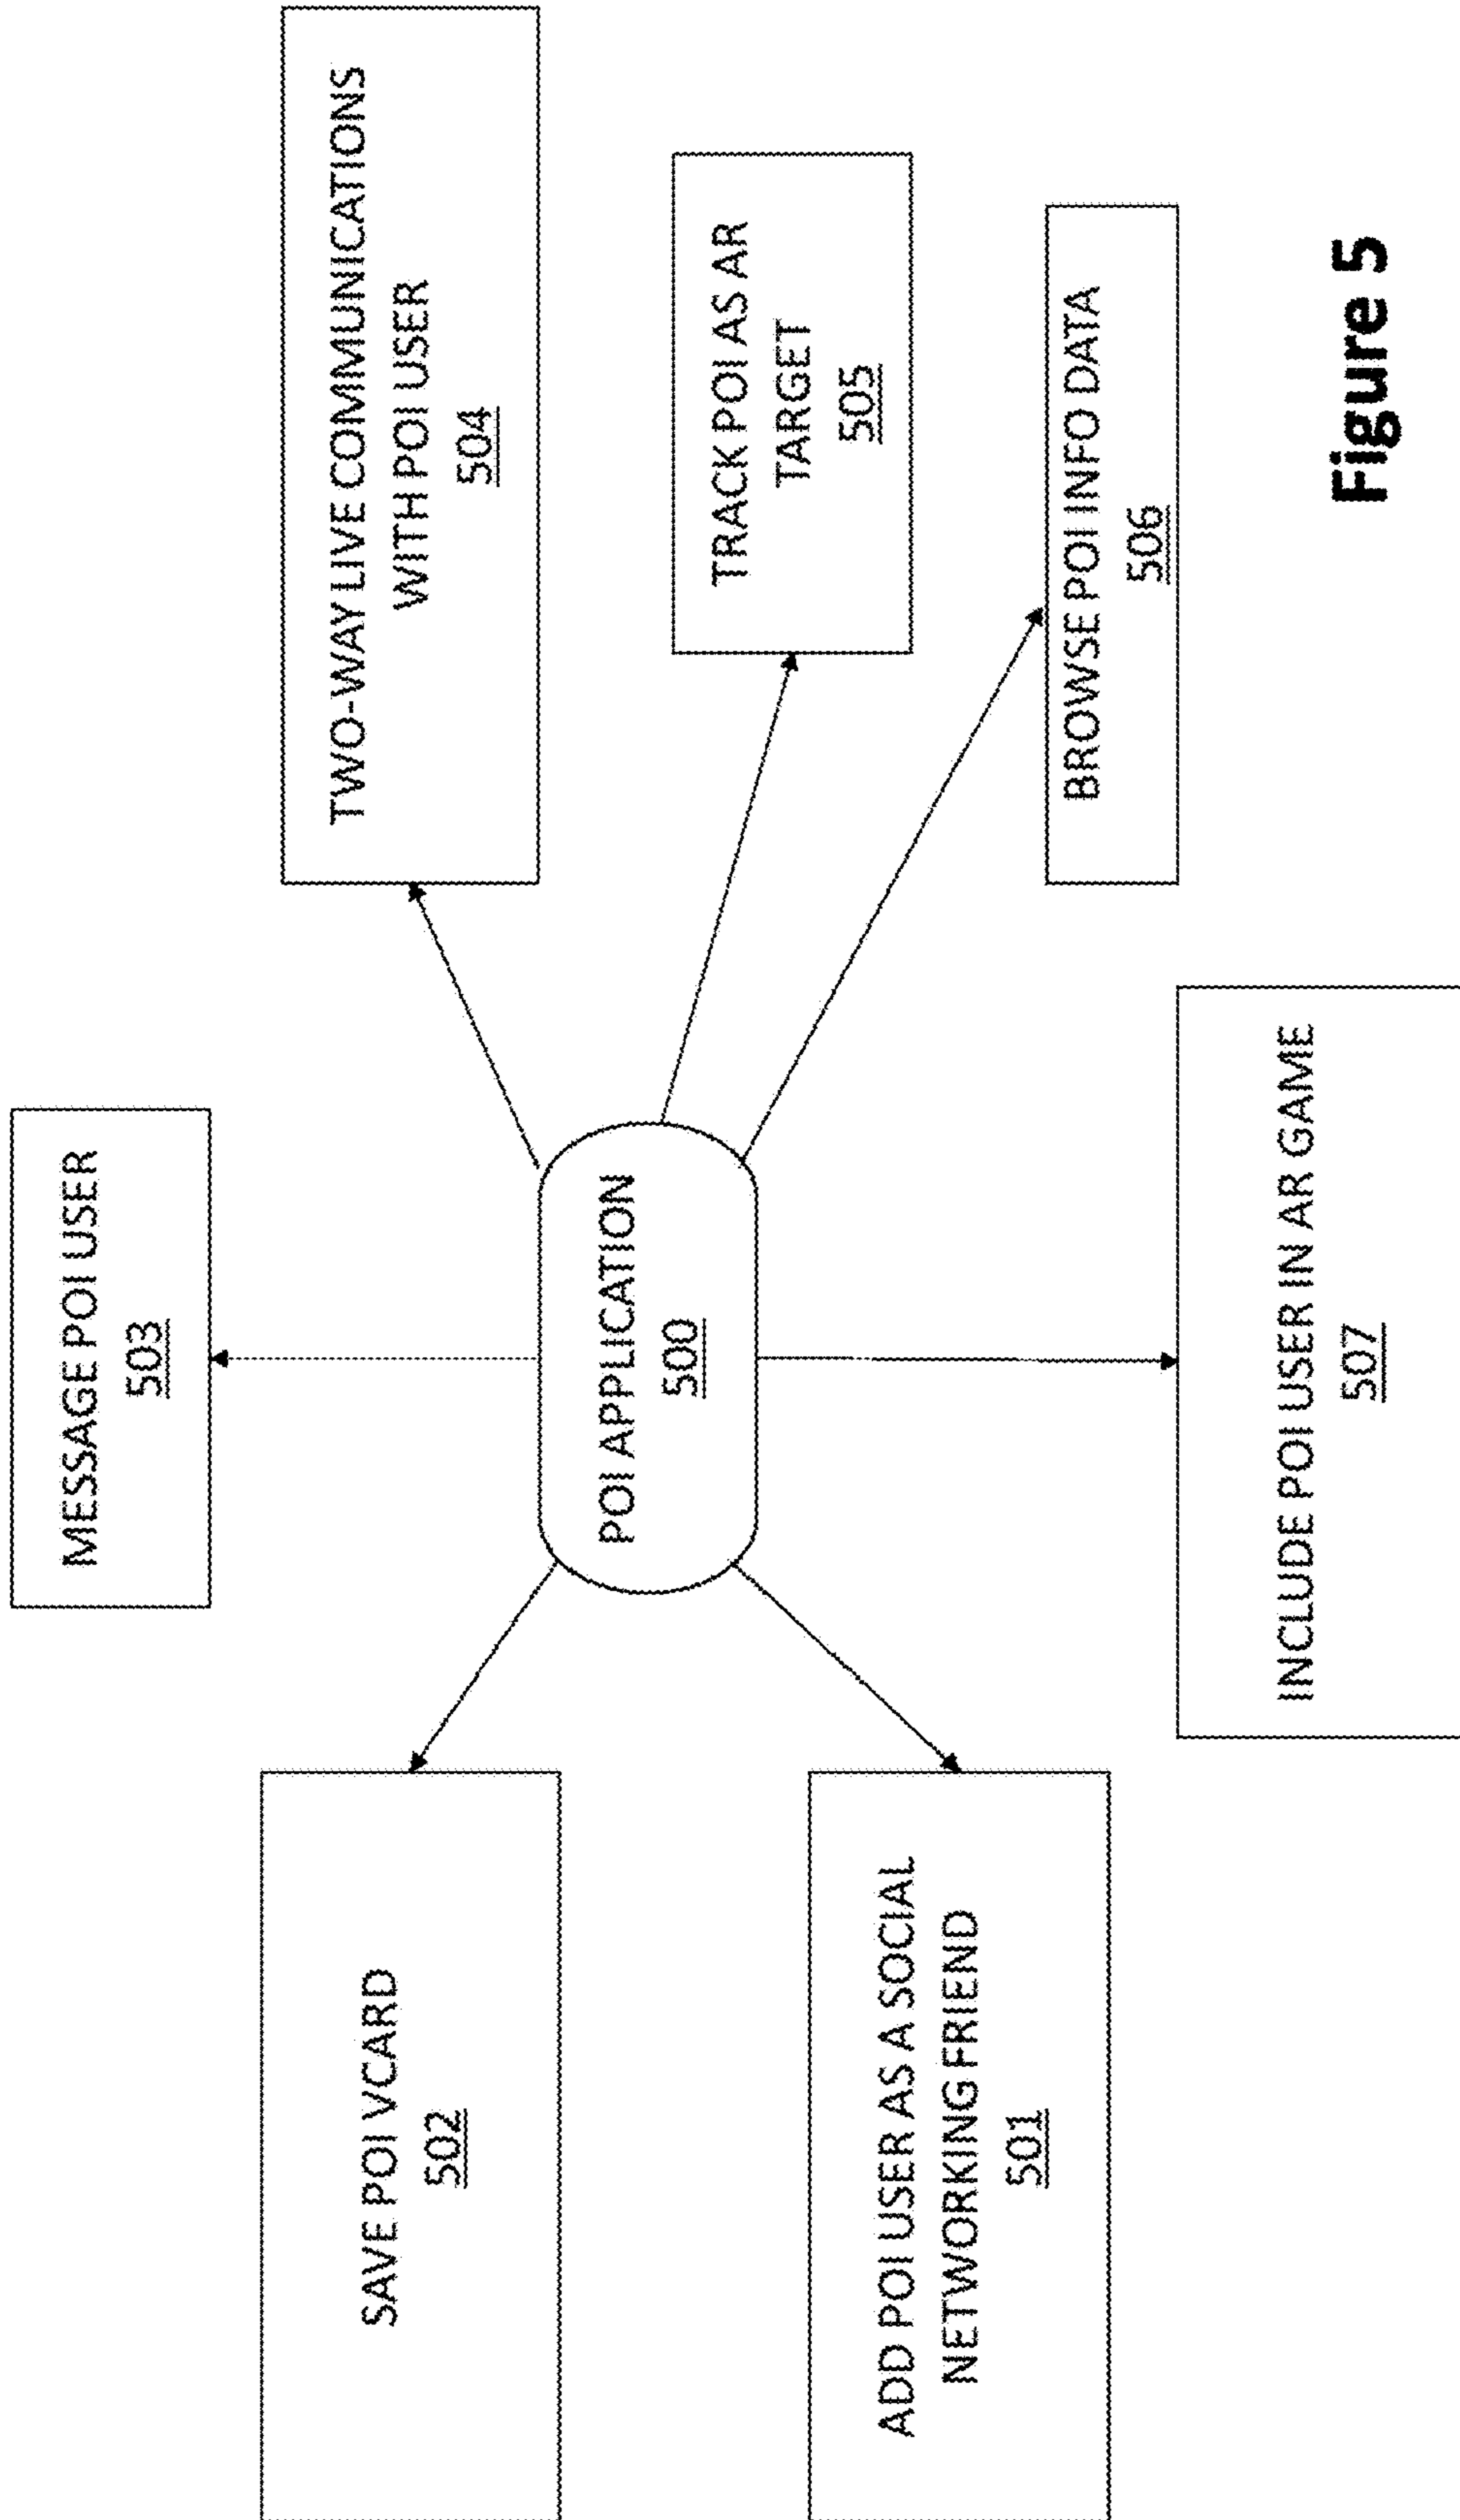 MESSAGE POI USER
503
SAVE POI VCARD
502
TWO-WAY LIVE COMMUNICATIONS
WITH POI USER
504
POI APPLICATION
500
TRACK POI AS AR
TARGET
505
ADD POI USER AS A SOCIAL
NETWORKING FRIEND
501
BROWSE POI INFO DATA
506
INCLUDE POI USER IN AR GAME
507
Figure 5